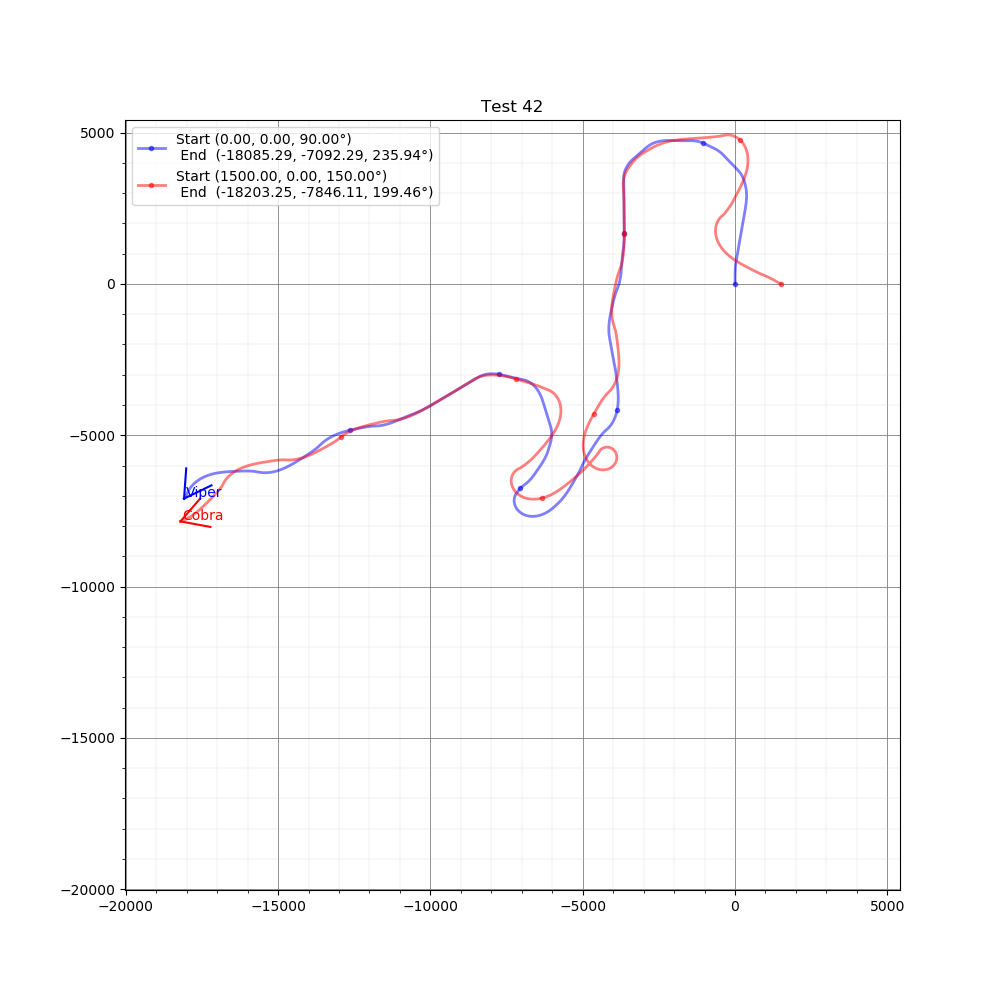 Test 42
Start (0.00, 0.00, 90.00°)
End (-18085.29, -7092.29, 235.94°)
Start (1500.00, 0.00, 150.00°)
End (-18203.25, -7846.11, 199.46°)
5000
0
−5000
−10000
−15000
−20000
Viper
Cobra
−20000 −15000 −10000 −5000 0 5000